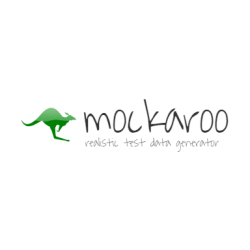 mockaroo
realistic test data generator